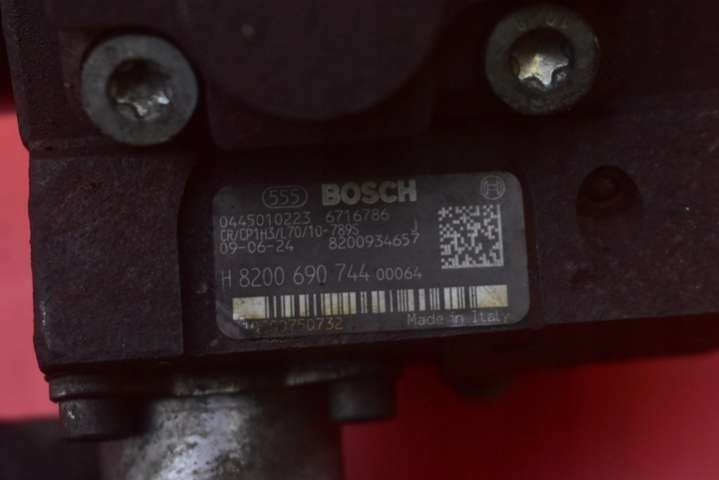 555 BOSCH
0445010223 6716786
CR/CP1H3/L70/10-789S J
09-06-24 8200934657
H 8200 690 744 00064
2750732 Made in Italy